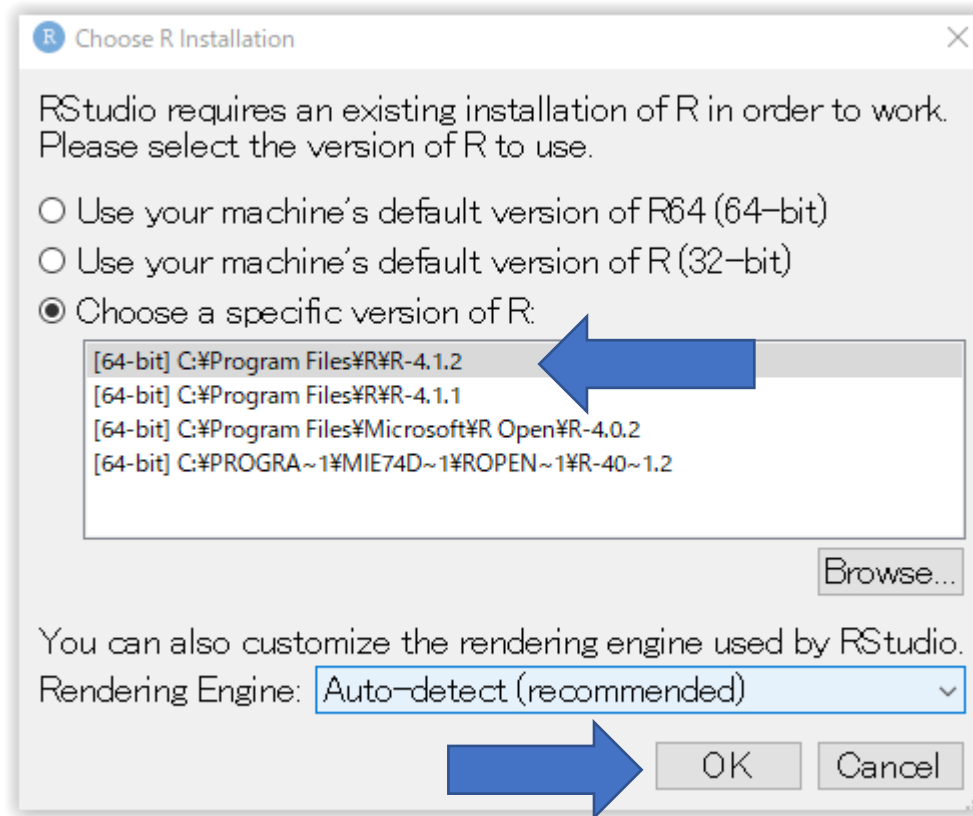 R Choose R Installation
RStudio requires an existing installation of R in order to work.
Please select the version of R to use.
Use your machine's default version of R64 (64-bit)
Use your machine's default version of R (32-bit)
Choose a specific version of R:
[64-bit] C:¥Program Files¥R¥R-4.1.2
[64-bit] C:¥Program Files¥R¥R-4.1.1
[64-bit] C:¥Program Files¥Microsoft¥R Open¥R-4.0.2
[64-bit] C:¥PROGRA~1¥MIE74D~1¥ROPEN~1¥R-40~1.2
Browse...
You can also customize the rendering engine used by RStudio.
Rendering Engine: Auto-detect (recommended)
OK Cancel